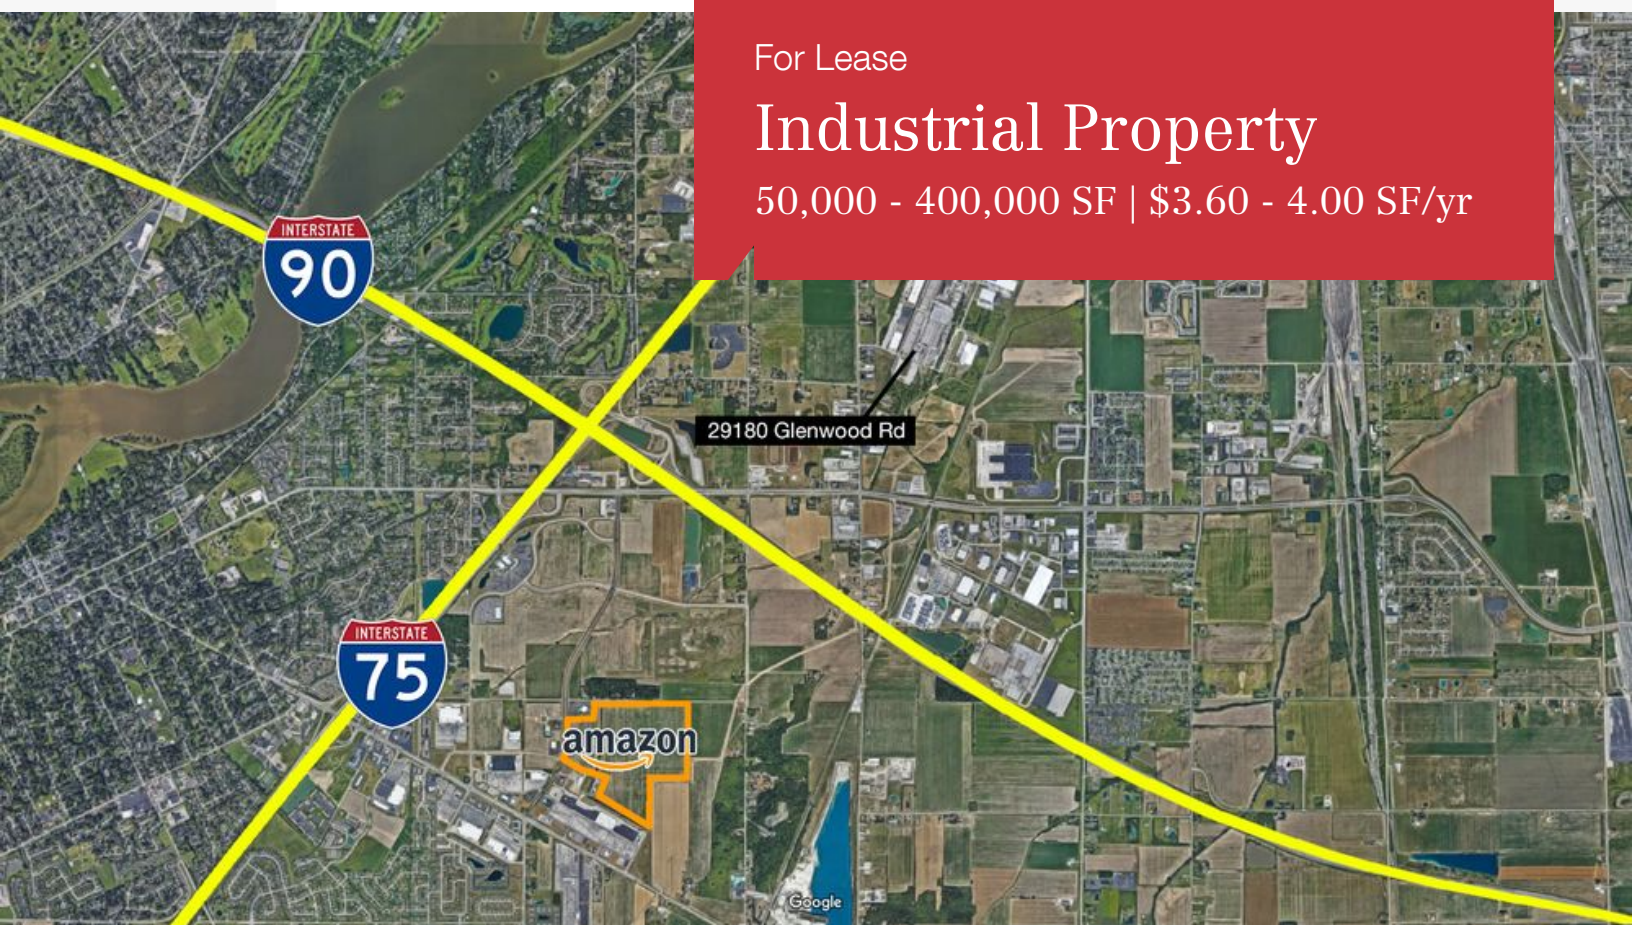 For Lease
Industrial Property
50,000 - 400,000 SF | $3.60 - 4.00 SF/yr
INTERSTATE
90
29180 Glenwood Rd
INTERSTATE
75
amazon
Google